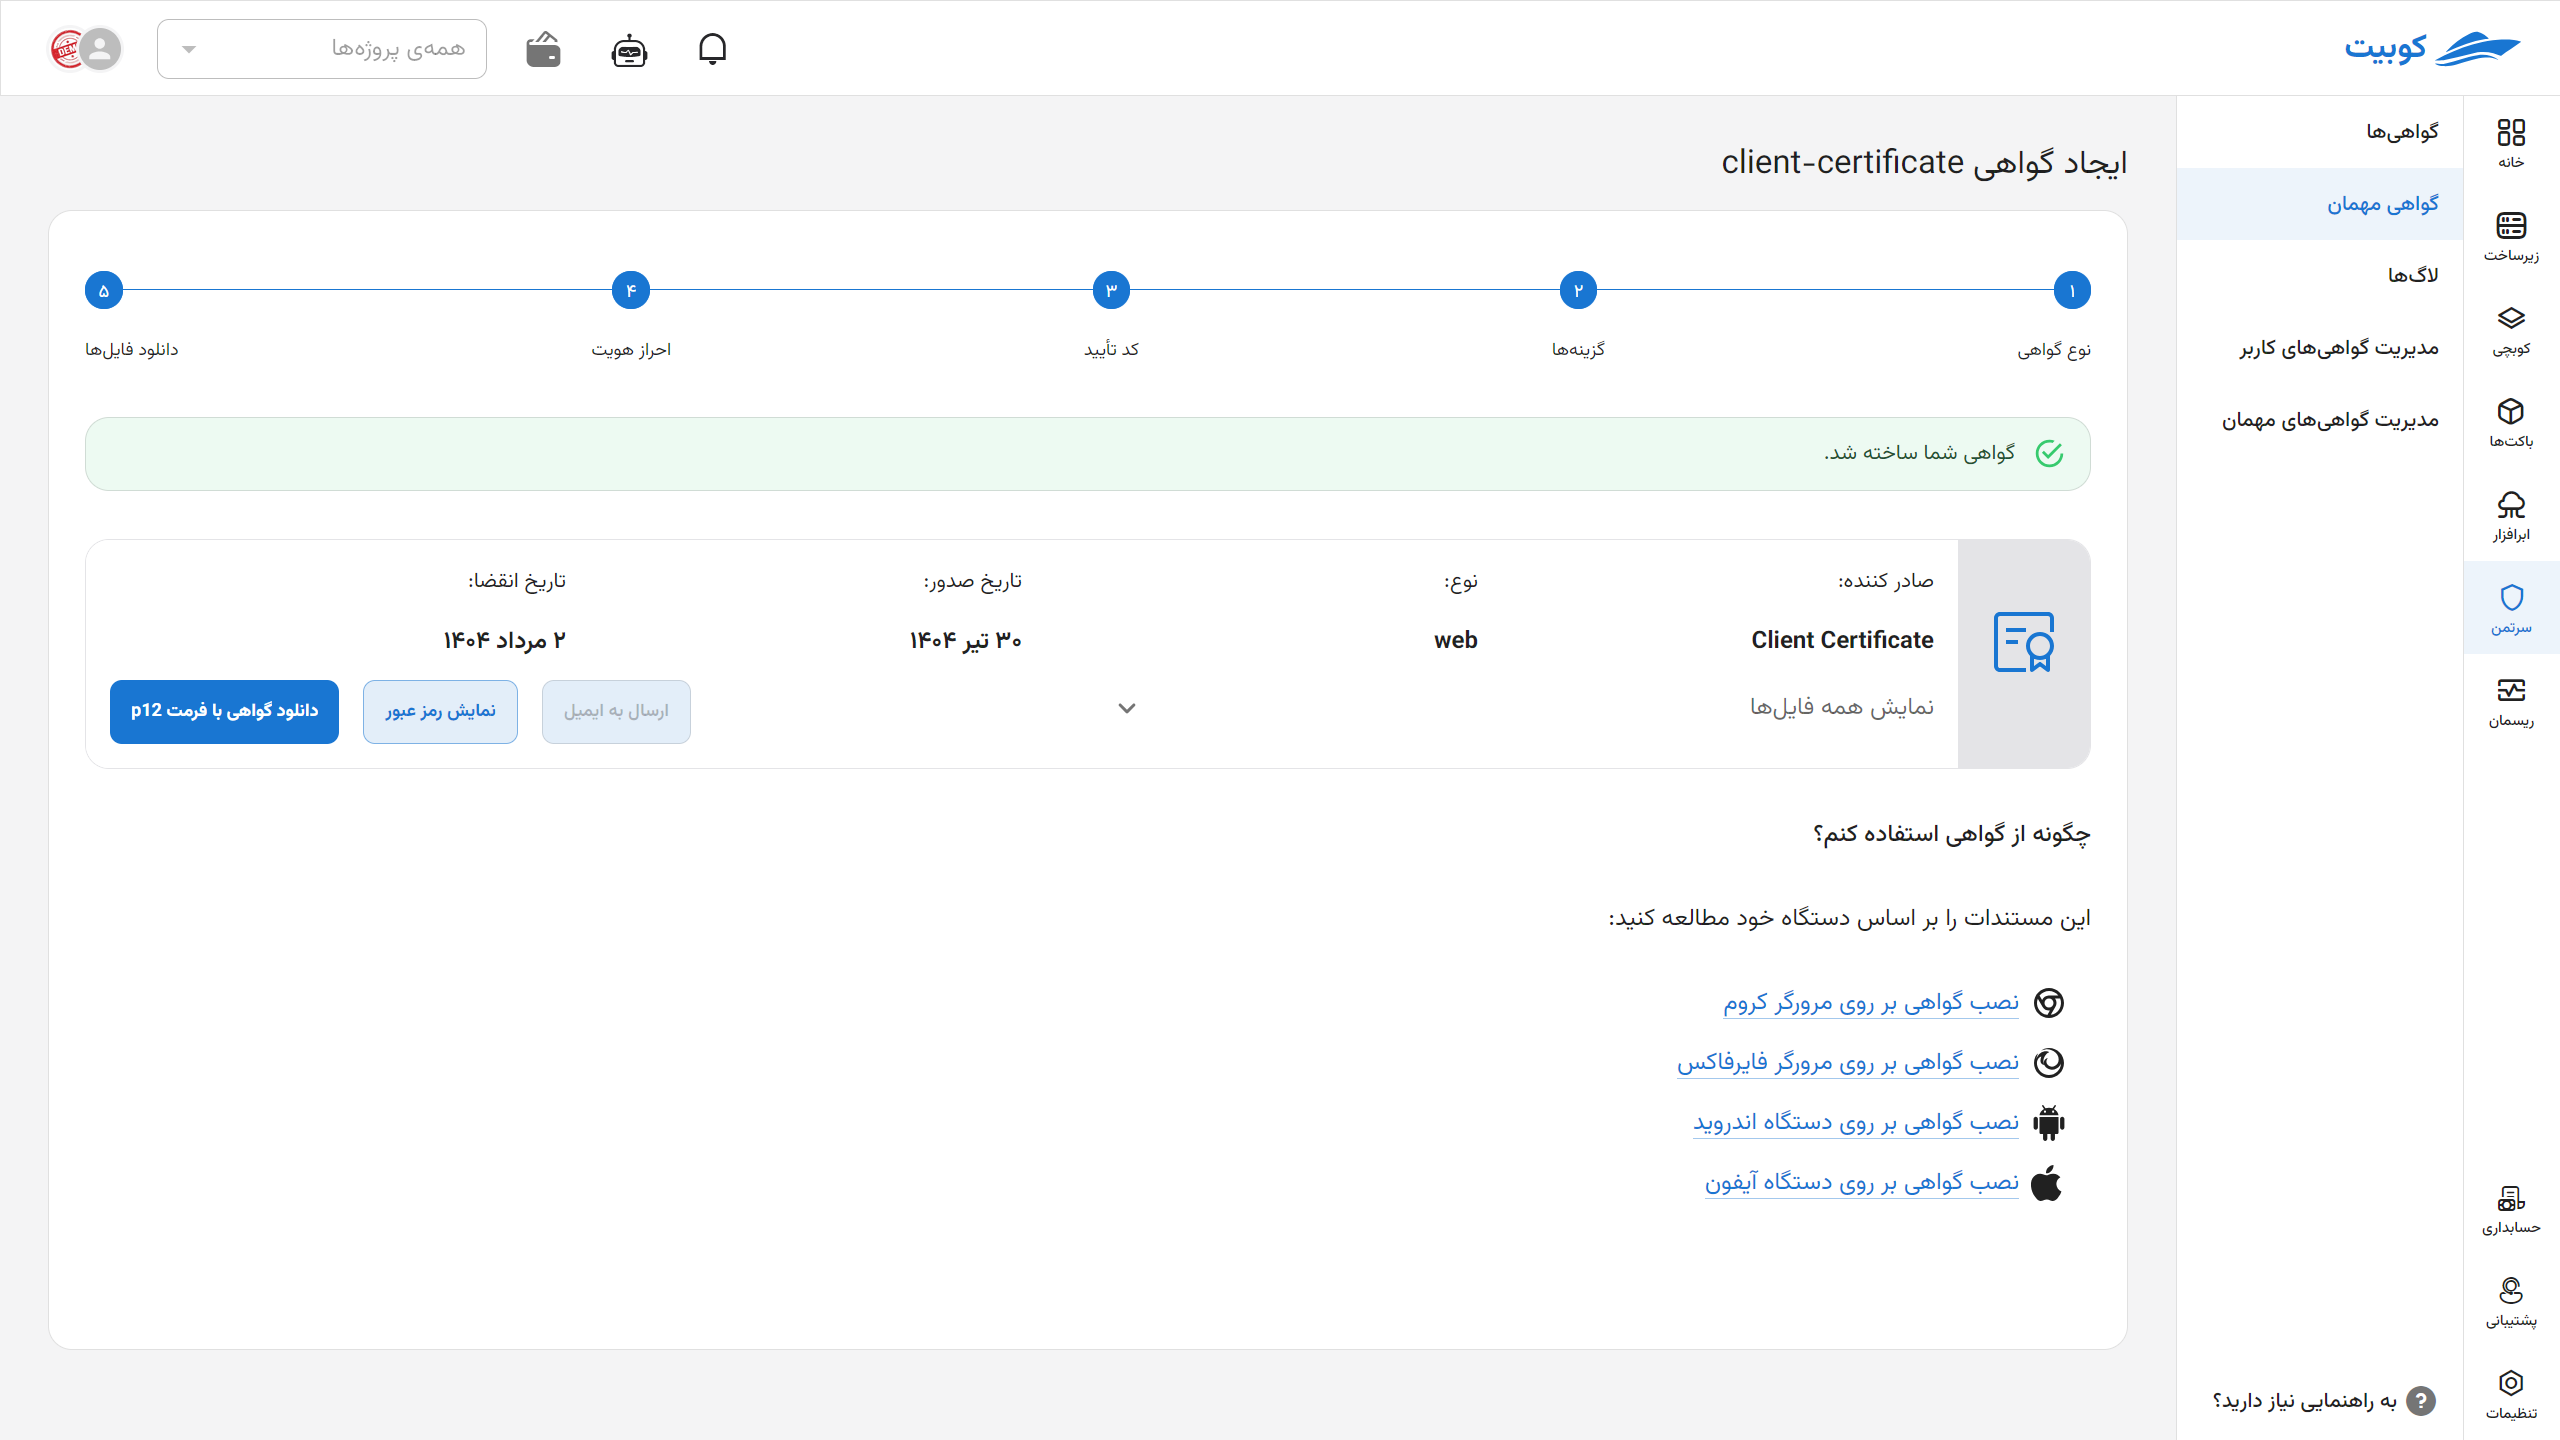 کوبیت
همه‌ی پروژه‌ها
DEMO
خانه
زیرساخت
کوبچی
باکت‌ها
ابرافزار
سرتمن
ریسمان
حسابداری
پشتیبانی
تنظیمات
گواهی‌ها
گواهی مهمان
لاگ‌ها
مدیریت گواهی‌های کاربر
مدیریت گواهی‌های مهمان
به راهنمایی نیاز دارید؟
ایجاد گواهی client-certificate
۱ ۲ ۳ ۴ ۵
نوع گواهی گزینه‌ها کد تأیید احراز هویت دانلود فایل‌ها
گواهی شما ساخته شد.
صادر کننده: نوع: تاریخ صدور: تاریخ انقضا:
Client Certificate web ۳۰ تیر ۱۴۰۴ ۲ مرداد ۱۴۰۴
نمایش همه فایل‌ها ارسال به ایمیل نمایش رمز عبور دانلود گواهی با فرمت p12
چگونه از گواهی استفاده کنم؟
این مستندات را بر اساس دستگاه خود مطالعه کنید:
نصب گواهی بر روی مرورگر کروم
نصب گواهی بر روی مرورگر فایرفاکس
نصب گواهی بر روی دستگاه اندروید
نصب گواهی بر روی دستگاه آیفون